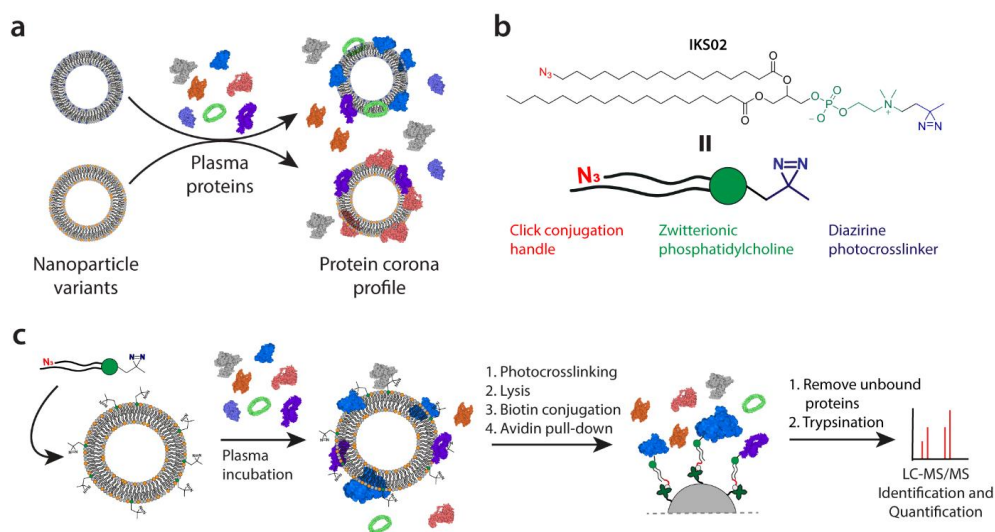 a
Plasma
proteins
Nanoparticle
variants
Protein corona
profile
b
IKS02
N3
O
O
O
O
O
P
O
O
−
N
+
N
N
=
N3
N
N
Click conjugation
handle
Zwitterionic
phosphatidylcholine
Diazirine
photocrosslinker
c
N3
N
N
Plasma
incubation
1. Photocrosslinking
2. Lysis
3. Biotin conjugation
4. Avidin pull-down
1. Remove unbound
proteins
2. Trypsination
LC-MS/MS
Identification and
Quantification